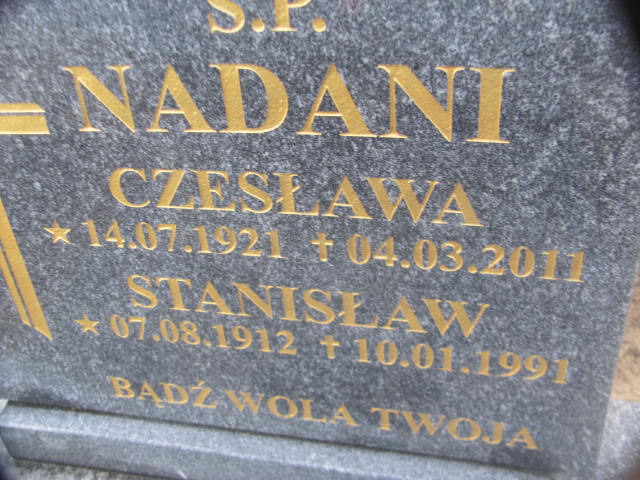 Ś.P.
NADANI
CZESŁAWA
★ 14.07.1921 † 04.03.2011
STANISŁAW
★ 07.08.1912 † 10.01.1991
BĄDŹ WOLA TWOJA